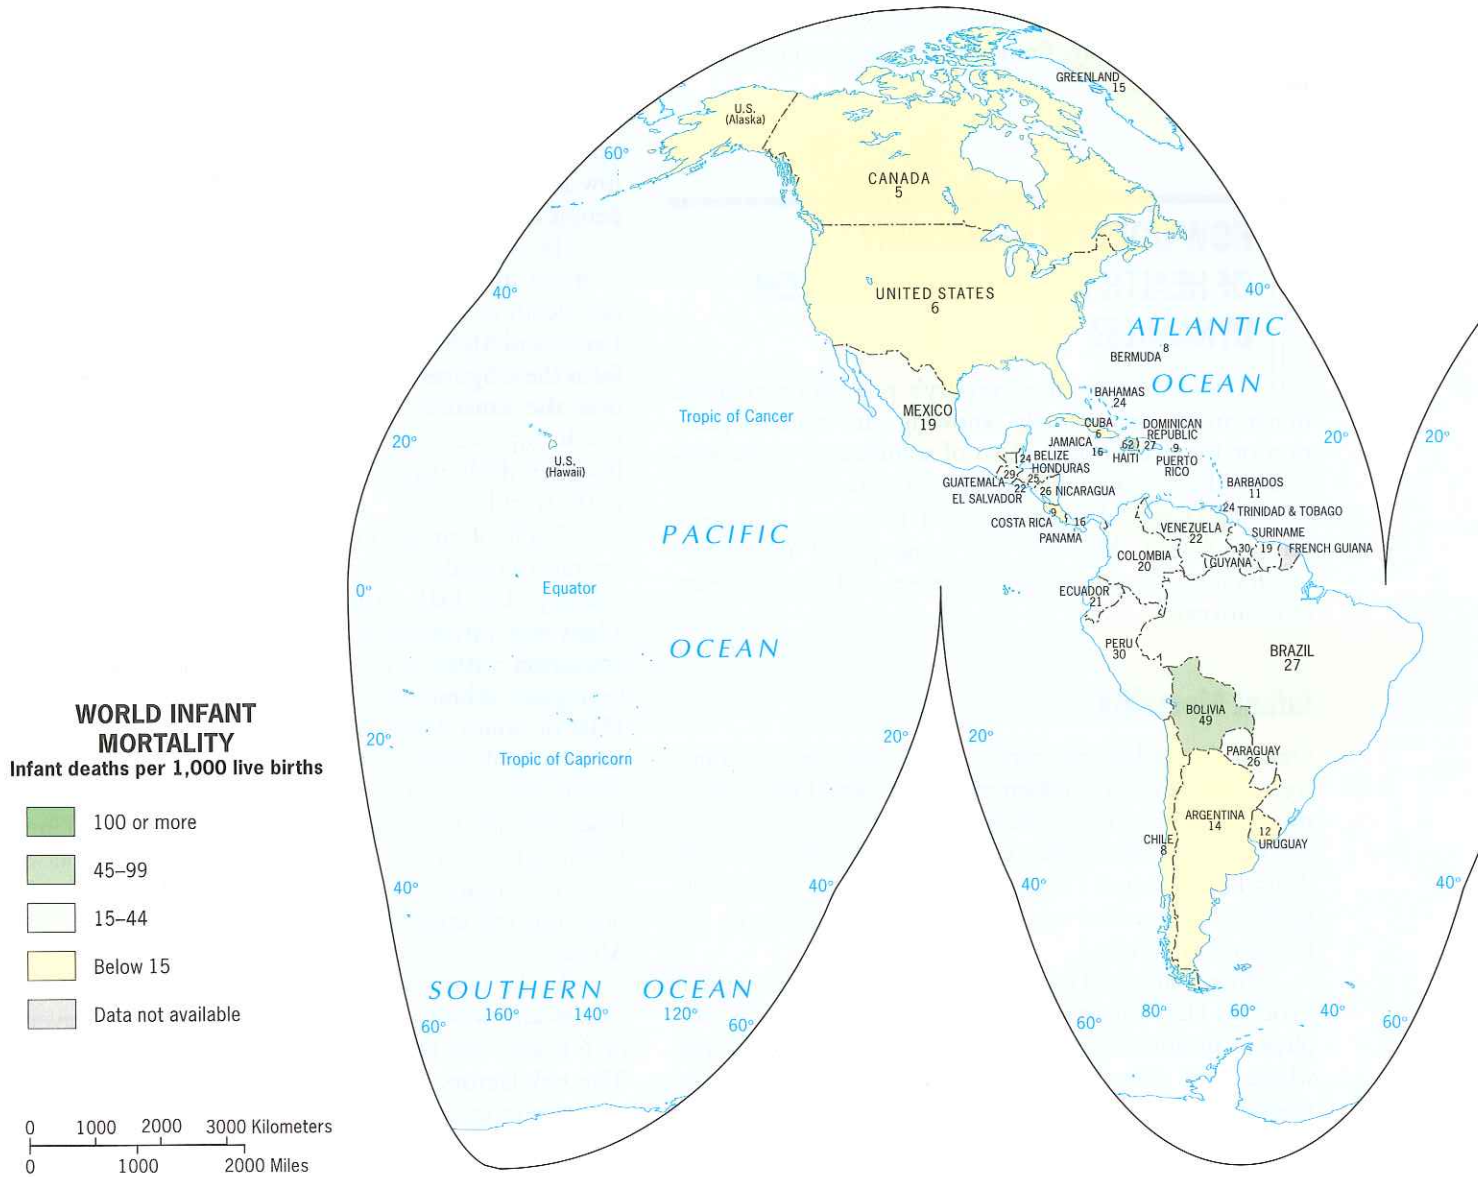 GREENLAND
15
U.S.
(Alaska)
60°
CANADA
5
40°
UNITED STATES
6
40°
ATLANTIC
8
BERMUDA
OCEAN
BAHAMAS
24
MEXICO
19
Tropic of Cancer
CUBA
6
DOMINICAN
REPUBLIC
20°
20°
20°
JAMAICA
16
62
HAITI
27
9
PUERTO
RICO
U.S.
(Hawaii)
24 BELIZE
HONDURAS
25
29
GUATEMALA
22
EL SALVADOR
26 NICARAGUA
BARBADOS
11
24 TRINIDAD & TOBAGO
9
COSTA RICA
16
PANAMA
PACIFIC
VENEZUELA
22
SURINAME
30
19
FRENCH GUIANA
GUYANA
COLOMBIA
20
0°
Equator
ECUADOR
21
OCEAN
PERU
30
BRAZIL
27
BOLIVIA
49
20°
20°
20°
Tropic of Capricorn
PARAGUAY
26
ARGENTINA
14
CHILE
8
12
URUGUAY
40°
40°
40°
40°
SOUTHERN OCEAN
60°
160°
140°
120°
60°
60°
80°
60°
40°
60°
WORLD INFANT
MORTALITY
Infant deaths per 1,000 live births
100 or more
45–99
15–44
Below 15
Data not available
0 1000 2000 3000 Kilometers
0 1000 2000 Miles